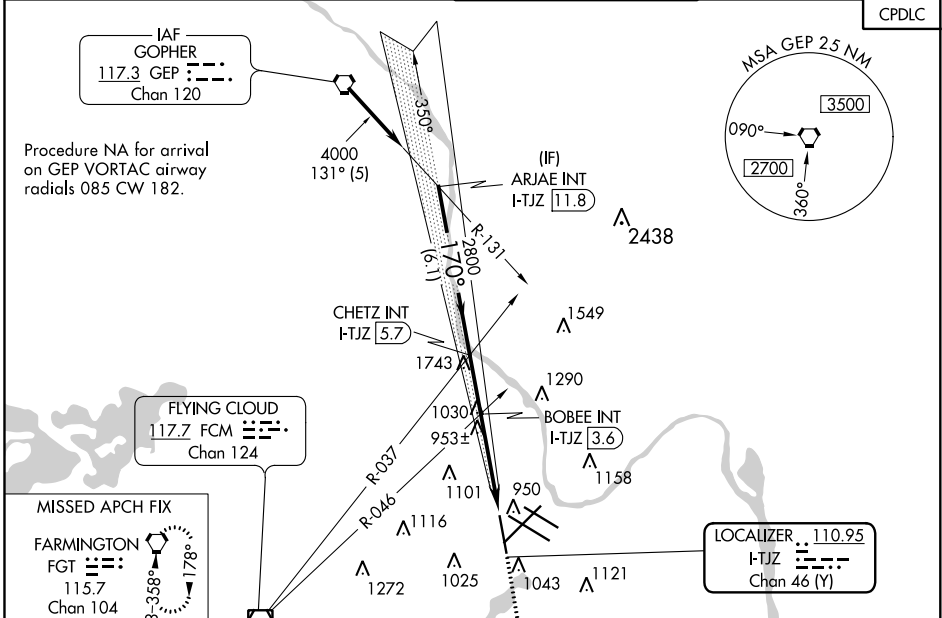 CPDLC
IAF
GOPHER
117.3 GEP
Chan 120
Procedure NA for arrival
on GEP VORTAC airway
radials 085 CW 182.
4000
131° (5)
350°
(IF)
ARJAE INT
I-TJZ 11.8
MSA GEP 25 NM
3500
090°
2700
360°
2438
R-131
2800
170°
(6.1)
CHETZ INT
I-TJZ 5.7
1549
1743
1290
1030
BOBEE INT
I-TJZ 3.6
953±
FLYING CLOUD
117.7 FCM
Chan 124
R-037
R-046
1158
1101
950
1116
MISSED APCH FIX
FARMINGTON
FGT
115.7
Chan 104
358°
178°
1272
1025
1043
1121
LOCALIZER 110.95
I-TJZ
Chan 46 (Y)